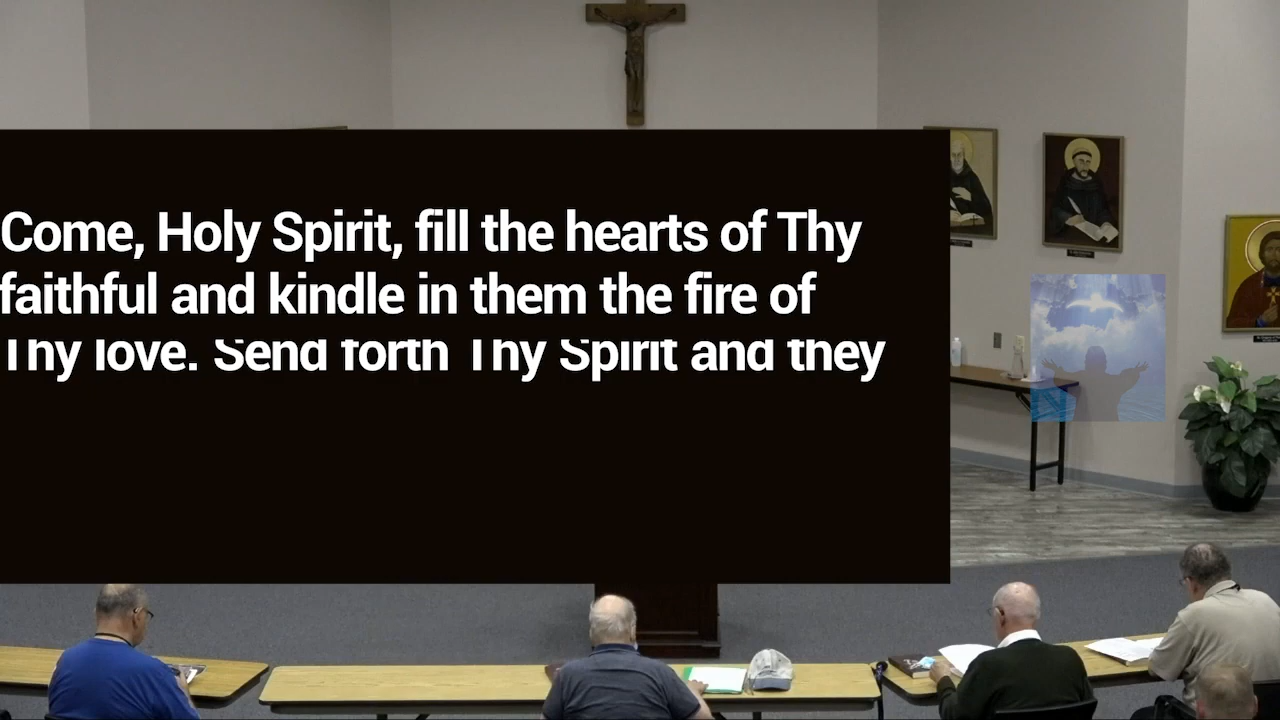 Come, Holy Spirit, fill the hearts of Thy
faithful and kindle in them the fire of
Thy love. Send forth Thy Spirit and they